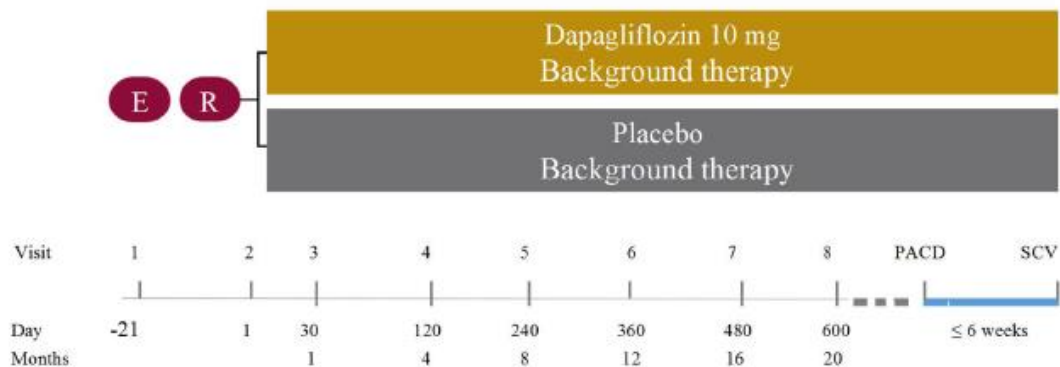 Dapagliflozin 10 mg
Background therapy
E R
Placebo
Background therapy
Visit 1 2 3 4 5 6 7 8 PACD SCV
Day -21 1 30 120 240 360 480 600 ≤ 6 weeks
Months 1 4 8 12 16 20